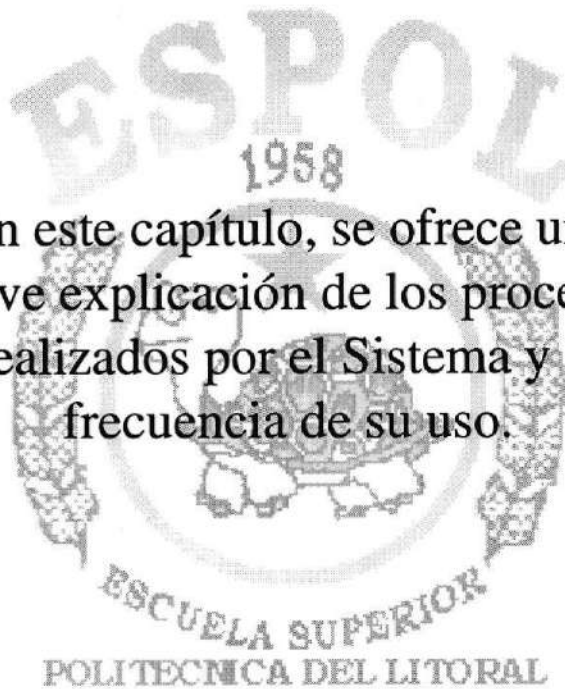 ESPOL
1958
n este capítulo, se ofrece u
ve explicación de los proce
ealizados por el Sistema y
frecuencia de su uso.
ESCUELA SUPERIOR
POLITECNICA DEL LITORAL